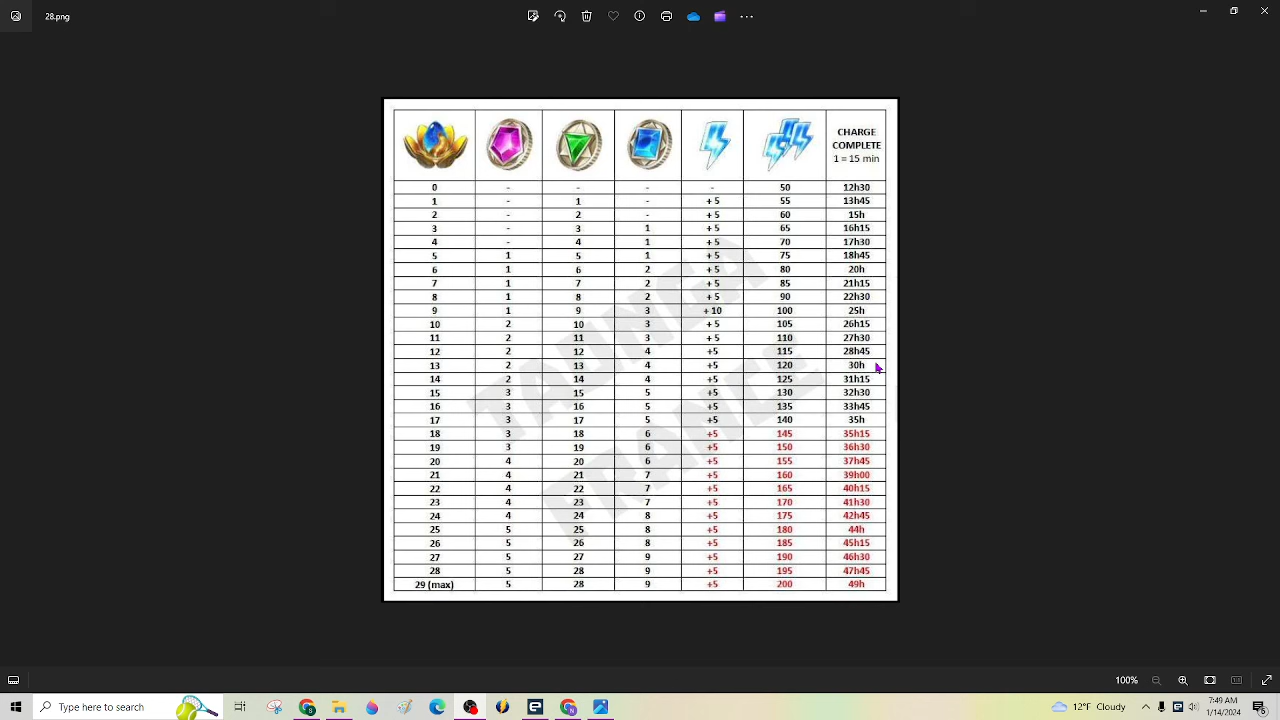 28.png
CHARGE
COMPLETE
1 = 15 min
0 - - - - 50 12h30
1 - 1 - + 5 55 13h45
2 - 2 - + 5 60 15h
3 - 3 1 + 5 65 16h15
4 - 4 1 + 5 70 17h30
5 1 5 1 + 5 75 18h45
6 1 6 2 + 5 80 20h
7 1 7 2 + 5 85 21h15
8 1 8 2 + 5 90 22h30
9 1 9 3 + 10 100 25h
10 2 10 3 + 5 105 26h15
11 2 11 3 + 5 110 27h30
12 2 12 4 +5 115 28h45
13 2 13 4 +5 120 30h
14 2 14 4 +5 125 31h15
15 3 15 5 +5 130 32h30
16 3 16 5 +5 135 33h45
17 3 17 5 +5 140 35h
18 3 18 6 +5 145 35h15
19 3 19 6 +5 150 36h30
20 4 20 6 +5 155 37h45
21 4 21 7 +5 160 39h00
22 4 22 7 +5 165 40h15
23 4 23 7 +5 170 41h30
24 4 24 8 +5 175 42h45
25 5 25 8 +5 180 44h
26 5 26 8 +5 185 45h15
27 5 27 9 +5 190 46h30
28 5 28 9 +5 195 47h45
29 (max) 5 28 9 +5 200 49h
TAUNGA
FRANCE
100%
Type here to search
12°F Cloudy
7:49 AM
1/14/2024